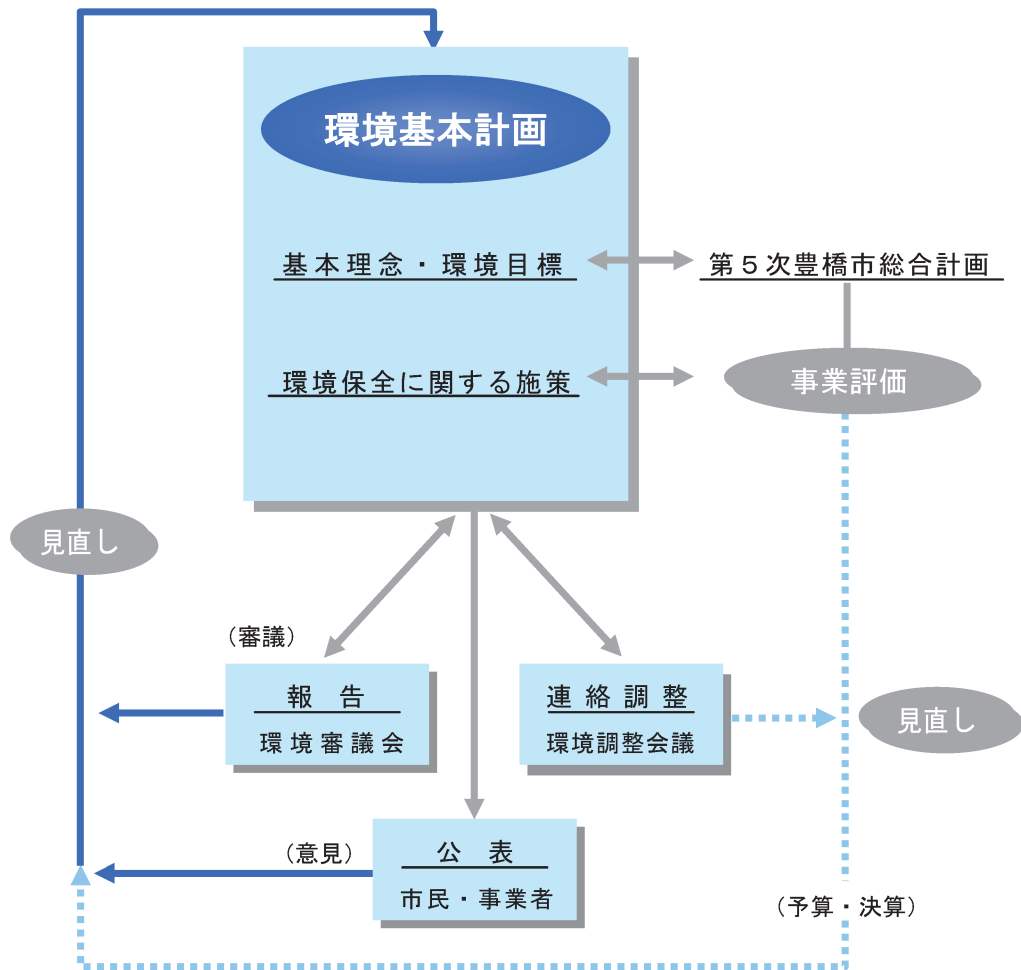 環境基本計画
基本理念・環境目標
第５次豊橋市総合計画
環境保全に関する施策
事業評価
見直し
（審議）
報告
環境審議会
連絡調整
環境調整会議
見直し
（意見）
公表
市民・事業者
（予算・決算）